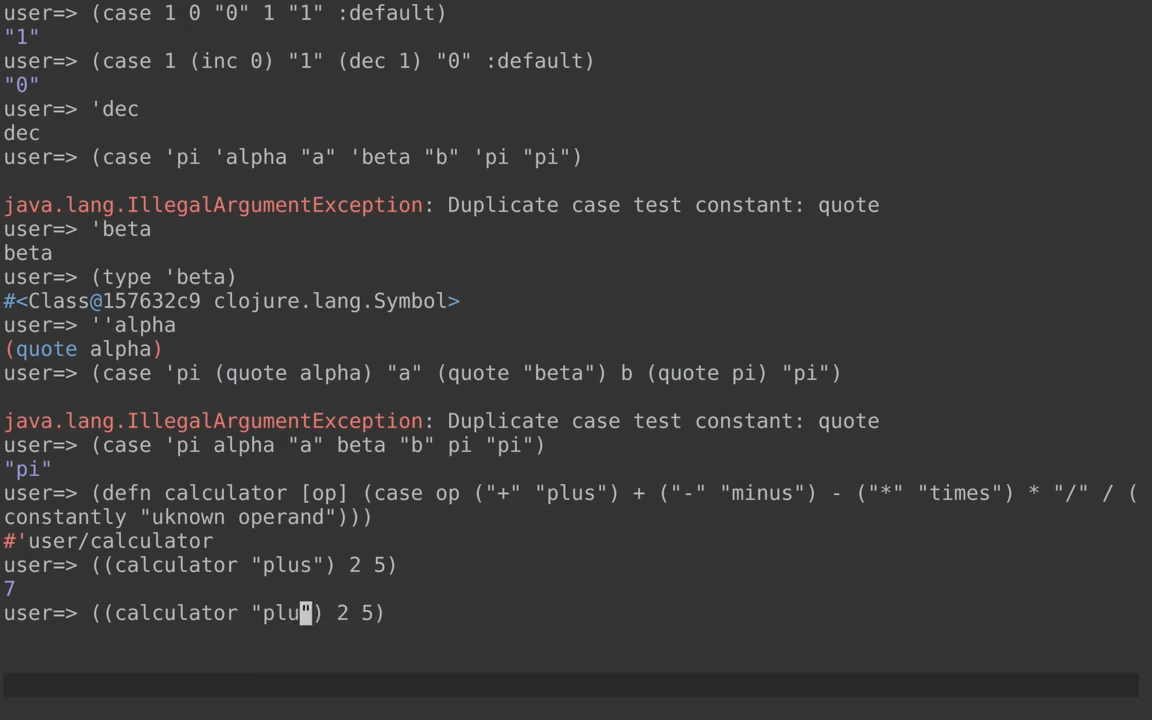 user=> (case 1 0 "0" 1 "1" :default)
"1"
user=> (case 1 (inc 0) "1" (dec 1) "0" :default)
"0"
user=> 'dec
dec
user=> (case 'pi 'alpha "a" 'beta "b" 'pi "pi")
java.lang.IllegalArgumentException: Duplicate case test constant: quote
user=> 'beta
beta
user=> (type 'beta)
#<Class@157632c9 clojure.lang.Symbol>
user=> ''alpha
(quote alpha)
user=> (case 'pi (quote alpha) "a" (quote "beta") b (quote pi) "pi")
java.lang.IllegalArgumentException: Duplicate case test constant: quote
user=> (case 'pi alpha "a" beta "b" pi "pi")
"pi"
user=> (defn calculator [op] (case op ("+" "plus") + ("-" "minus") - ("*" "times") * "/" / (
constantly "uknown operand")))
#'user/calculator
user=> ((calculator "plus") 2 5)
7
user=> ((calculator "plu") 2 5)